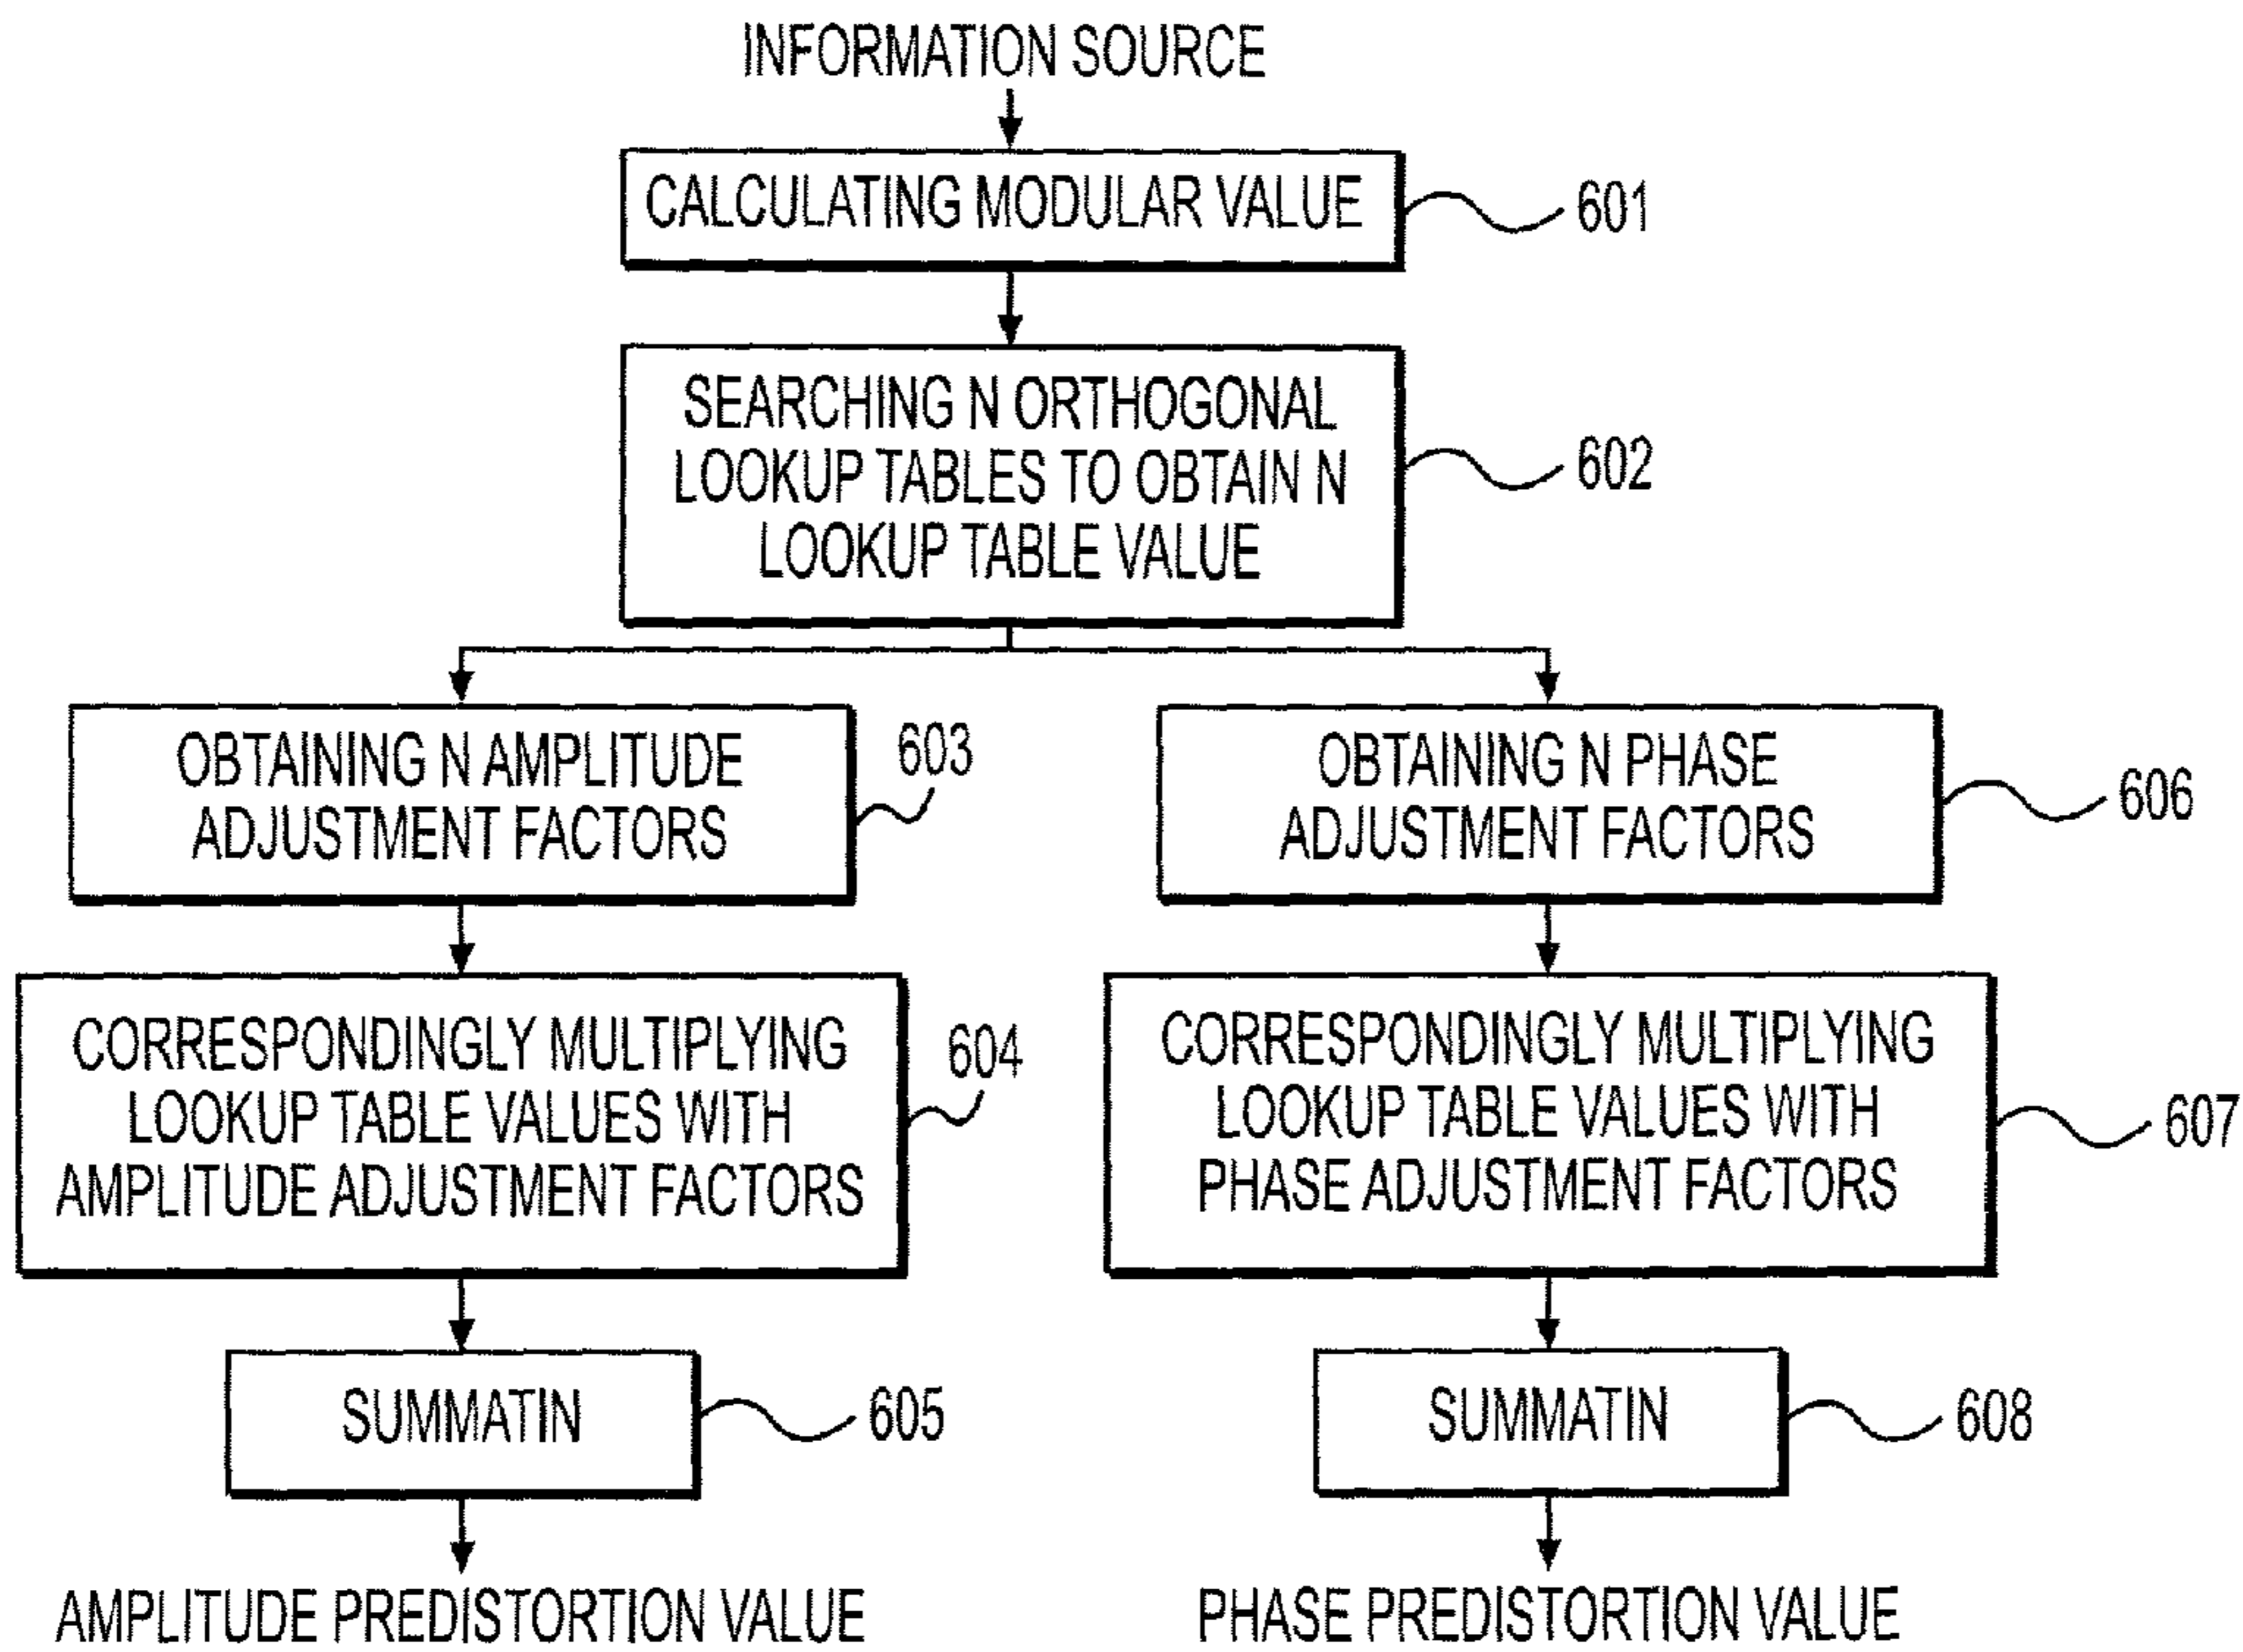 INFORMATION SOURCE
CALCULATING MODULAR VALUE
601
SEARCHING N ORTHOGONAL
LOOKUP TABLES TO OBTAIN N
LOOKUP TABLE VALUE
602
OBTAINING N AMPLITUDE
ADJUSTMENT FACTORS
603
OBTAINING N PHASE
ADJUSTMENT FACTORS
606
CORRESPONDINGLY MULTIPLYING
LOOKUP TABLE VALUES WITH
AMPLITUDE ADJUSTMENT FACTORS
604
CORRESPONDINGLY MULTIPLYING
LOOKUP TABLE VALUES WITH
PHASE ADJUSTMENT FACTORS
607
SUMMATIN
605
SUMMATIN
608
AMPLITUDE PREDISTORTION VALUE
PHASE PREDISTORTION VALUE